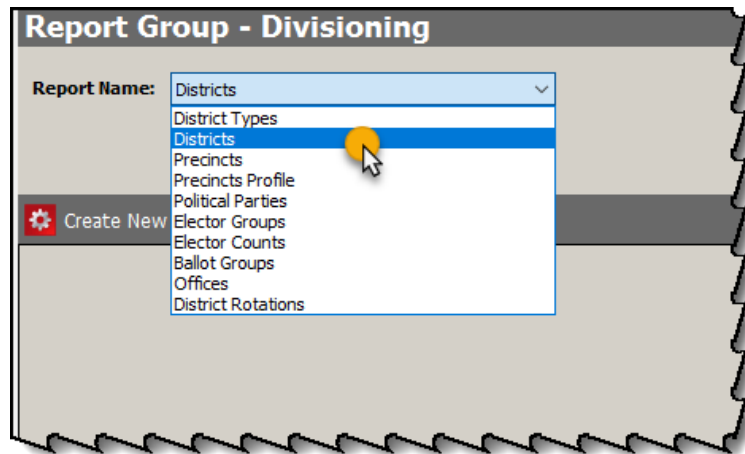 Report Group - Divisioning
Report Name: Districts
District Types
Districts
Precincts
Precincts Profile
Political Parties
Create New Elector Groups
Elector Counts
Ballot Groups
Offices
District Rotations